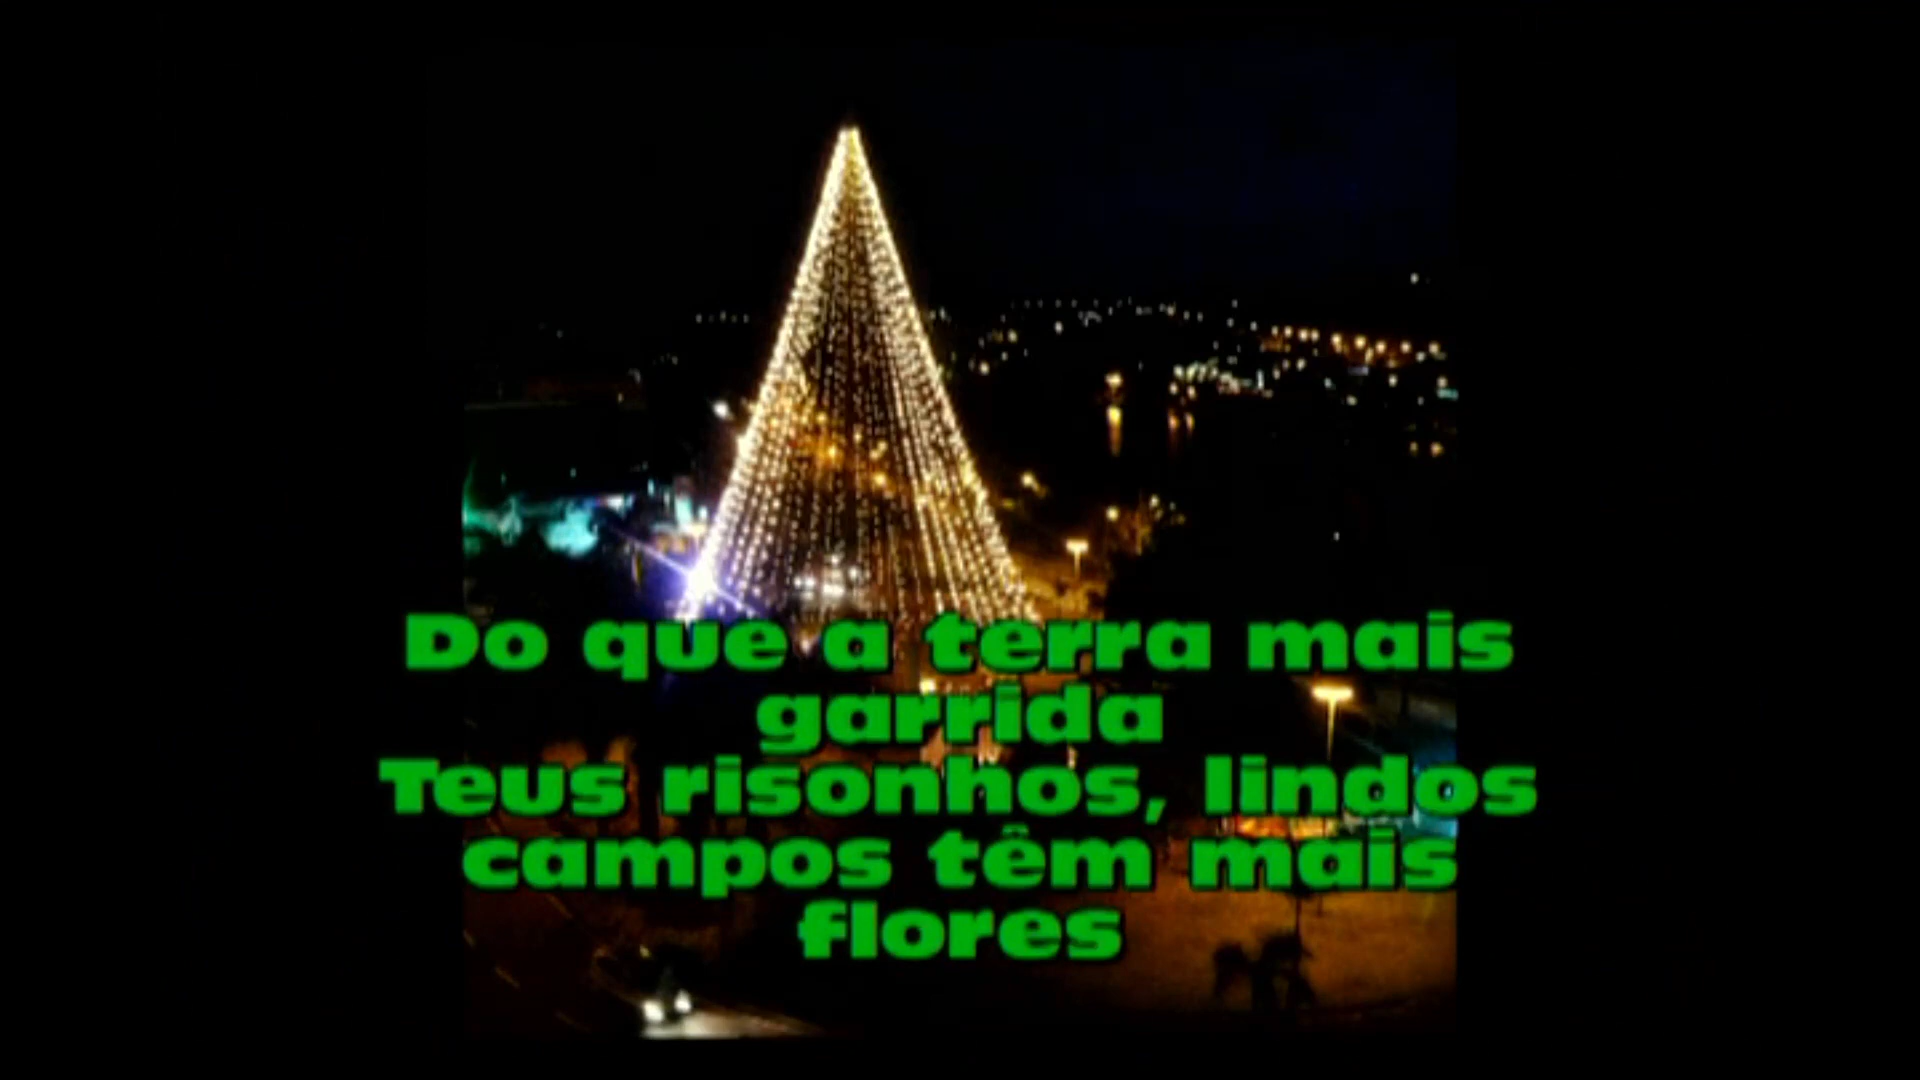 Do que a terra mais
garrida
Teus risonhos, lindos
campos têm mais
flores